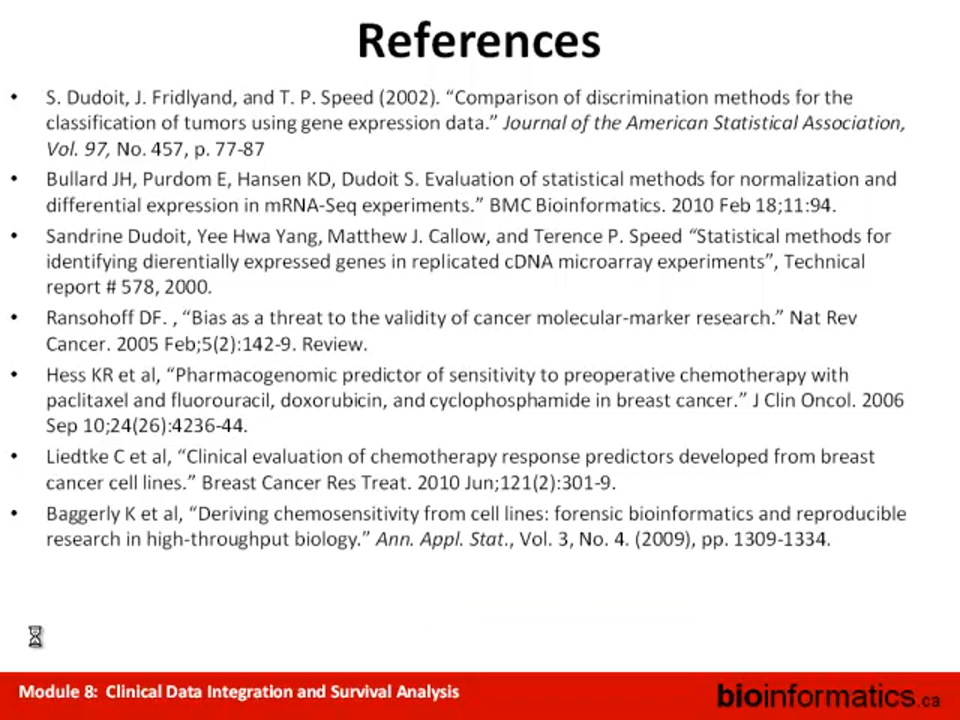 References
• S. Dudoit, J. Fridlyand, and T. P. Speed (2002). “Comparison of discrimination methods for the
classification of tumors using gene expression data.” Journal of the American Statistical Association,
Vol. 97, No. 457, p. 77-87
• Bullard JH, Purdom E, Hansen KD, Dudoit S. Evaluation of statistical methods for normalization and
differential expression in mRNA-Seq experiments.” BMC Bioinformatics. 2010 Feb 18;11:94.
• Sandrine Dudoit, Yee Hwa Yang, Matthew J. Callow, and Terence P. Speed “Statistical methods for
identifying dierentially expressed genes in replicated cDNA microarray experiments”, Technical
report # 578, 2000.
• Ransohoff DF. , “Bias as a threat to the validity of cancer molecular-marker research.” Nat Rev
Cancer. 2005 Feb;5(2):142-9. Review.
• Hess KR et al, “Pharmacogenomic predictor of sensitivity to preoperative chemotherapy with
paclitaxel and fluorouracil, doxorubicin, and cyclophosphamide in breast cancer.” J Clin Oncol. 2006
Sep 10;24(26):4236-44.
• Liedtke C et al, “Clinical evaluation of chemotherapy response predictors developed from breast
cancer cell lines.” Breast Cancer Res Treat. 2010 Jun;121(2):301-9.
• Baggerly K et al, “Deriving chemosensitivity from cell lines: forensic bioinformatics and reproducible
research in high-throughput biology.” Ann. Appl. Stat., Vol. 3, No. 4. (2009), pp. 1309-1334.
Module 8: Clinical Data Integration and Survival Analysis
bioinformatics.ca